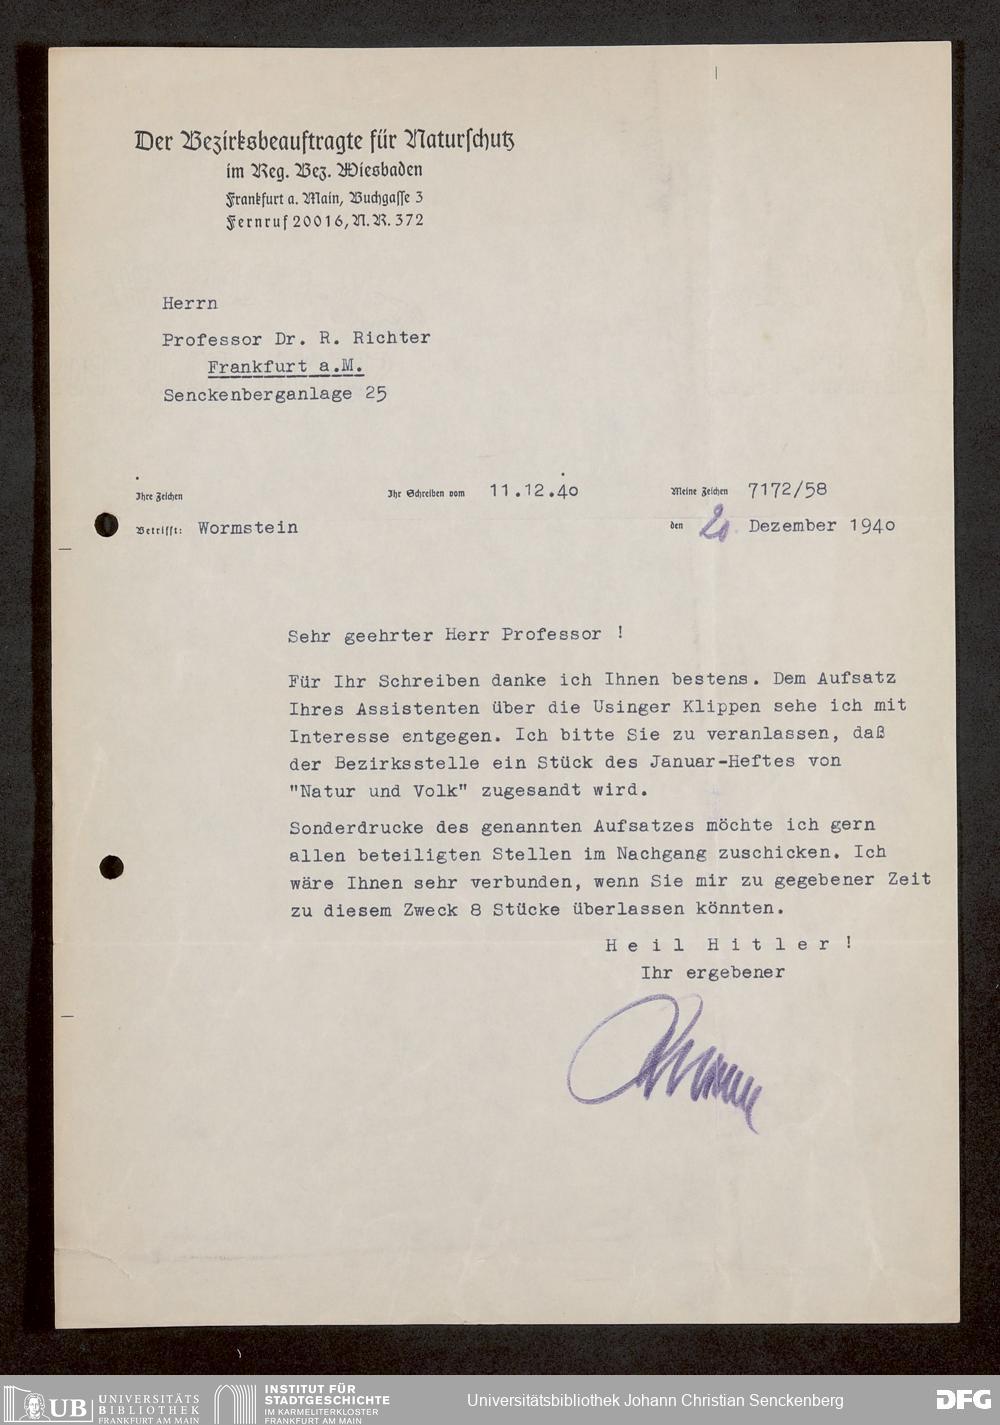 Der Bezirksbeauftragte für Naturschutz
im Reg. Bez. Wiesbaden
Frankfurt a. Main, Buchgasse 3
Fernruf 20016, N. R. 372
Herrn
Professor Dr. R. Richter
Frankfurt a.M.
Senckenberganlage 25
Ihre Zeichen Ihr Schreiben vom 11.12.40 Meine Zeichen 7172/58
Betrifft: Wormstein den 20. Dezember 1940
Sehr geehrter Herr Professor !
Für Ihr Schreiben danke ich Ihnen bestens. Dem Aufsatz
Ihres Assistenten über die Usinger Klippen sehe ich mit
Interesse entgegen. Ich bitte Sie zu veranlassen, daß
der Bezirksstelle ein Stück des Januar-Heftes von
"Natur und Volk" zugesandt wird.
Sonderdrucke des genannten Aufsatzes möchte ich gern
allen beteiligten Stellen im Nachgang zuschicken. Ich
wäre Ihnen sehr verbunden, wenn Sie mir zu gegebener Zeit
zu diesem Zweck 8 Stücke überlassen könnten.
H e i l  H i t l e r !
Ihr ergebener
UB UNIVERSITÄTS
BIBLIOTHEK
FRANKFURT AM MAIN
INSTITUT FÜR
STADTGESCHICHTE
IM KARMELITERKLOSTER
FRANKFURT AM MAIN
Universitätsbibliothek Johann Christian Senckenberg
DFG